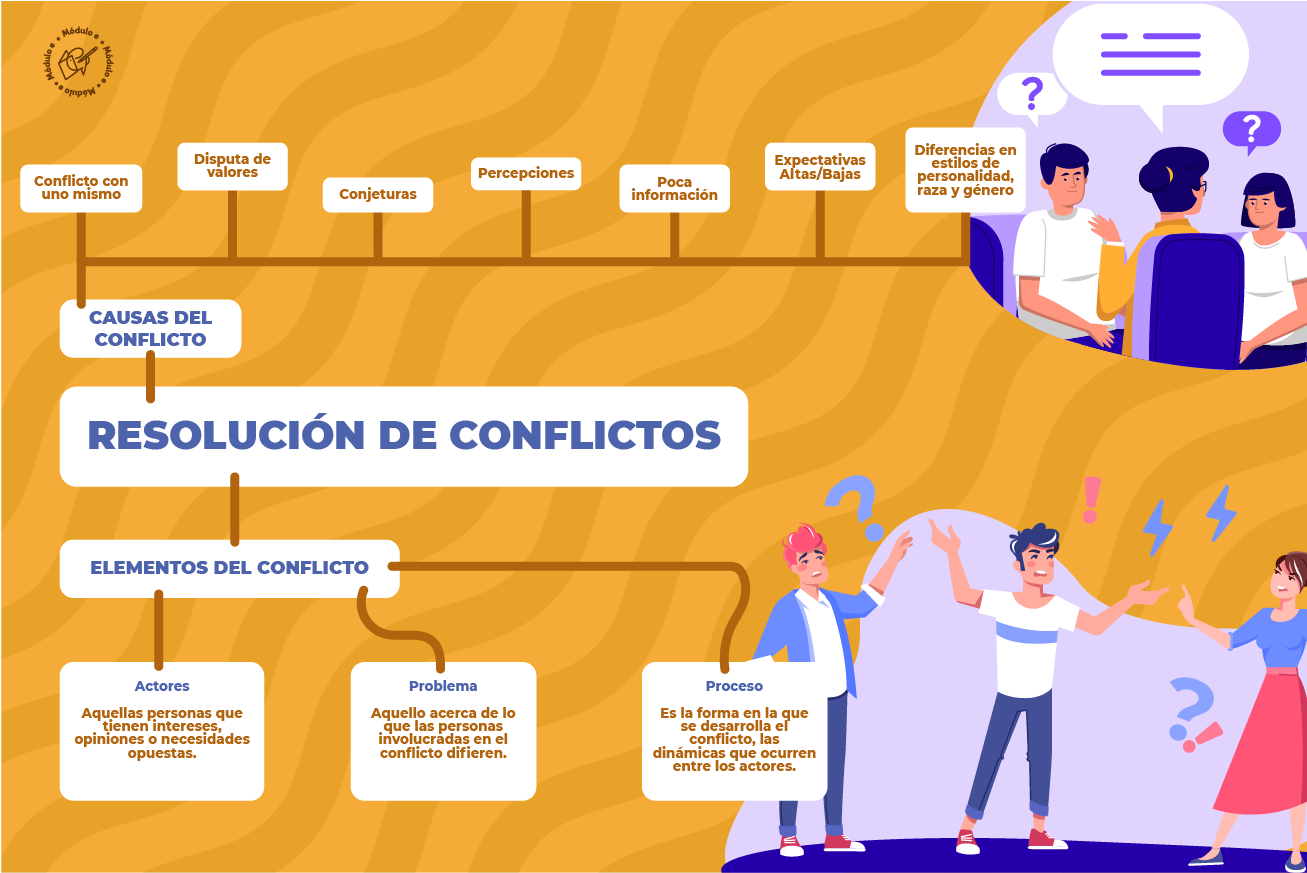 Módulo e • Módulo e • Módulo e • Módulo e •
Conflicto con
uno mismo
Disputa de
valores
Conjeturas
Percepciones
Poca
información
Expectativas
Altas/Bajas
Diferencias en
estilos de
personalidad,
raza y género
?
?
CAUSAS DEL
CONFLICTO
RESOLUCIÓN DE CONFLICTOS
ELEMENTOS DEL CONFLICTO
?
!
?!
Actores
Aquellas personas que
tienen intereses,
opiniones o necesidades
opuestas.
Problema
Aquello acerca de lo
que las personas
involucradas en el
conflicto difieren.
Proceso
Es la forma en la que
se desarrolla el
conflicto, las
dinámicas que ocurren
entre los actores.